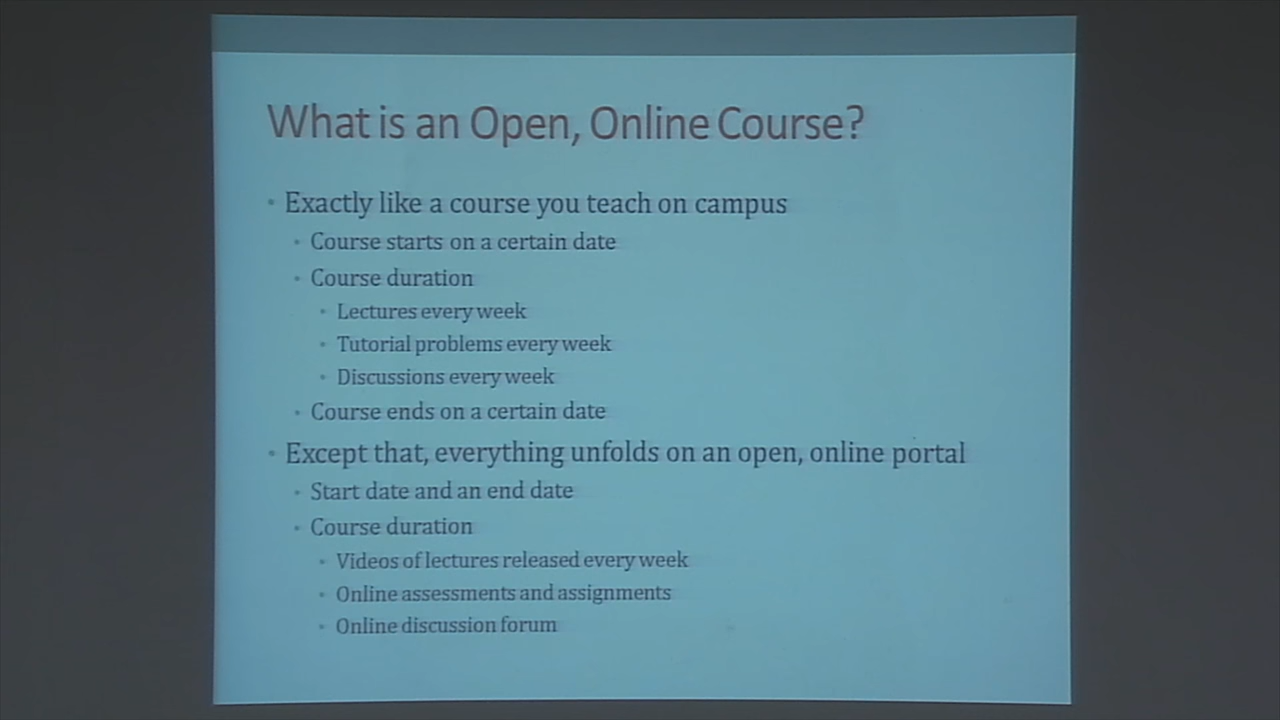 What is an Open, Online Course?
Exactly like a course you teach on campus
Course starts on a certain date
Course duration
Lectures every week
Tutorial problems every week
Discussions every week
Course ends on a certain date
Except that, everything unfolds on an open, online portal
Start date and an end date
Course duration
Videos of lectures released every week
Online assessments and assignments
Online discussion forum